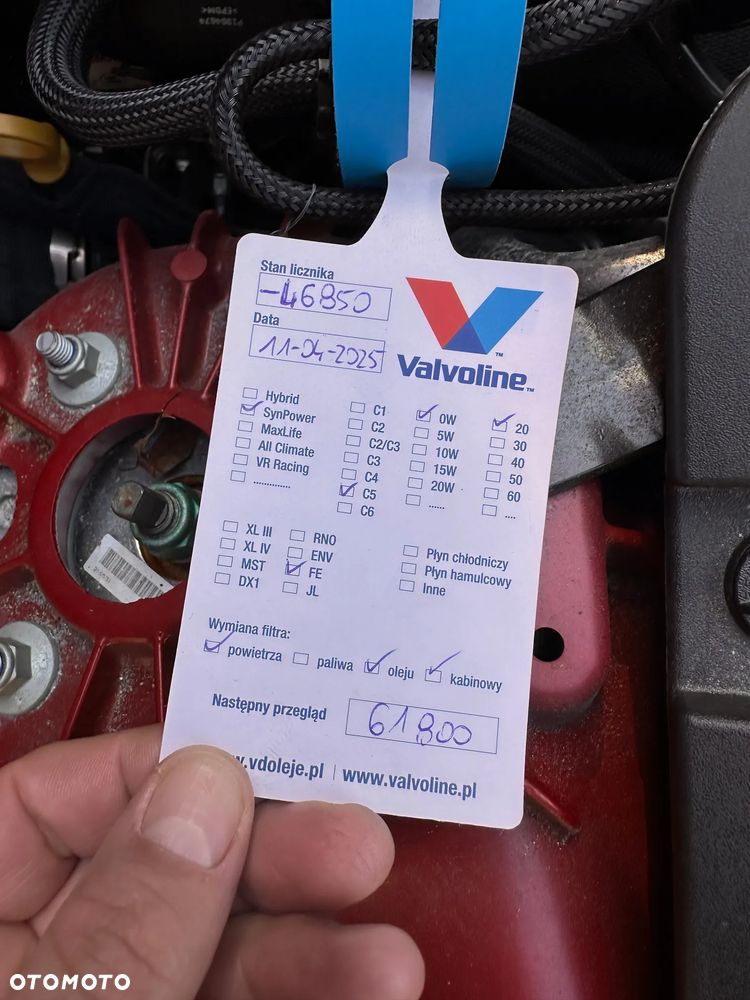 P1364674
>EPDM<
Stan licznika
-46850
Data
11-04-2025
Valvoline™
Hybrid
SynPower
MaxLife
All Climate
VR Racing
..............
C1
C2
C2/C3
C3
C4
C5
C6
0W
5W
10W
15W
20W
......
20
30
40
50
60
....
XL III
XL IV
MST
DX1
RNO
ENV
FE
JL
Płyn chłodniczy
Płyn hamulcowy
Inne
Wymiana filtra:
powietrza paliwa oleju kabinowy
Następny przegląd
61800
w.vdoleje.pl | www.valvoline.pl
OTOMOTO